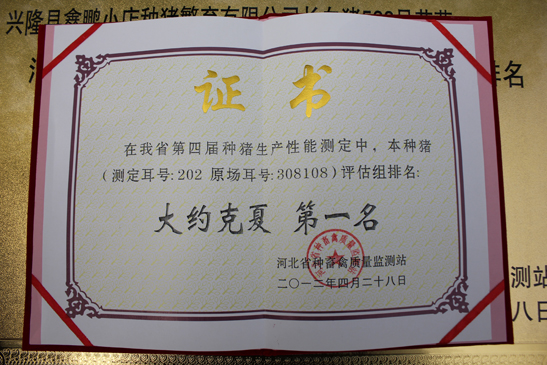 兴隆县鑫鹏小店种猪繁育有限公司长白猪
排名
证书
在我省第四届种猪生产性能测定中，本种猪
（测定耳号：202 原场耳号：308108）评估组排名：
大约克夏 第一名
河北省种畜禽质量监测站
二〇一二年四月二十八日
测站
八日